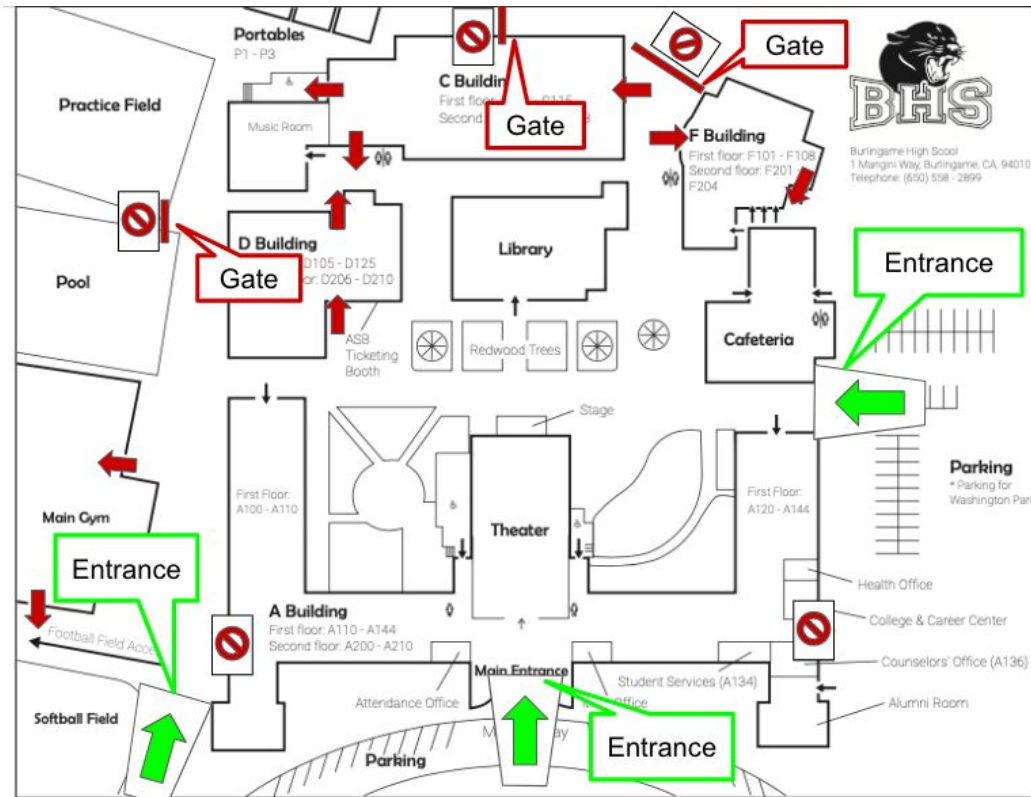 Portables
P1 - P3
Gate
Practice Field
C Building
First floor:
C115
Second
Gate
Music Room
F Building
First floor: F101 - F108
Second floor: F201 -
F204
BHS
Burlingame High Scool
1 Mangini Way, Burlingame, CA, 94010
Telephone: (650) 558 - 2899
D Building
D105 - D125
D206 - D210
Library
Entrance
Pool
Gate
ASB
Ticketing
Booth
Redwood Trees
Cafeteria
Stage
First Floor:
A100 - A110
First Floor:
A120 - A144
Parking
* Parking for
Washington Par
Main Gym
Theater
Entrance
Health Office
A Building
First floor: A110 - A144
Second floor: A200 - A210
College & Career Center
Football Field Acce
Counselors' Office (A136)
Main Entrance
Student Services (A134)
Attendance Office
Office
Alumni Room
Softball Field
Entrance
Parking